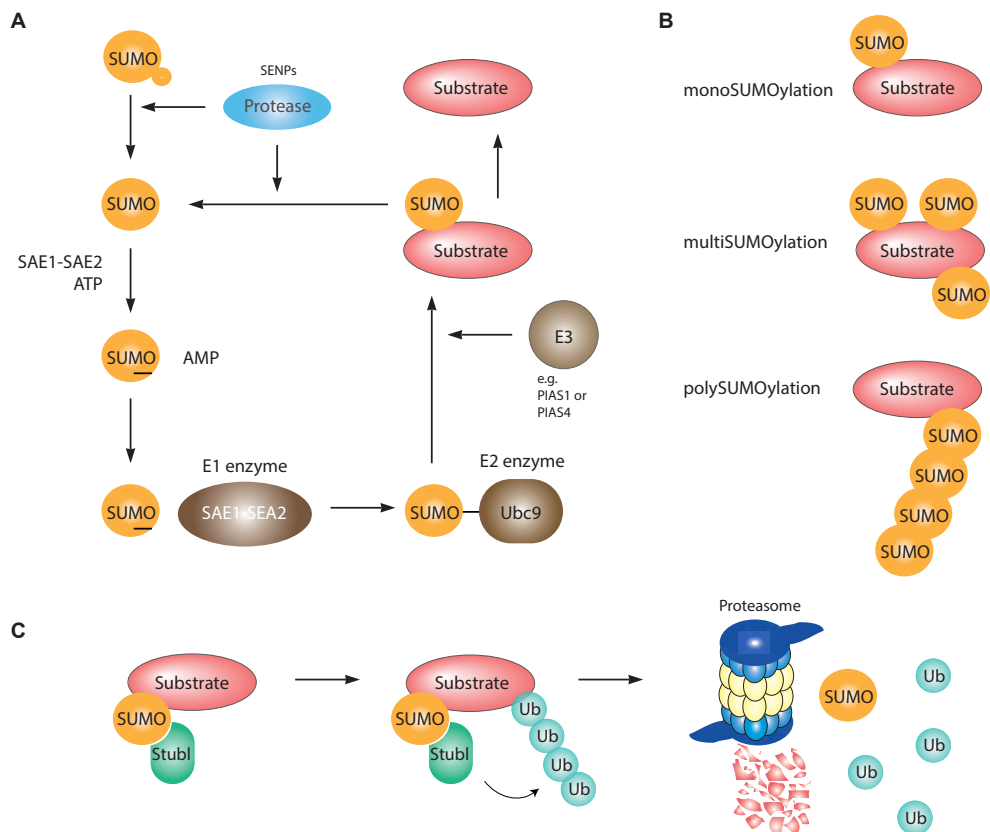 A
SUMO
SENPs
Protease
Substrate
SUMO
SUMO
Substrate
SAE1-SAE2
ATP
SUMO
AMP
E3
e.g.
PIAS1 or
PIAS4
E1 enzyme
E2 enzyme
SUMO
SAE1-SEA2
SUMO
Ubc9
B
SUMO
monoSUMOylation
Substrate
SUMO
SUMO
multiSUMOylation
Substrate
SUMO
polySUMOylation
Substrate
SUMO
SUMO
SUMO
SUMO
C
Substrate
SUMO
Stubl
Substrate
SUMO
Stubl
Ub
Ub
Ub
Ub
Proteasome
SUMO
Ub
Ub
Ub
Ub